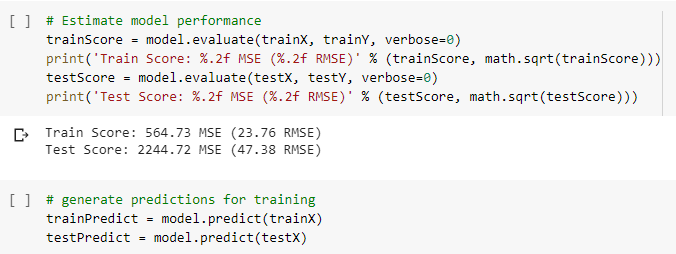 [ ] # Estimate model performance
trainScore = model.evaluate(trainX, trainY, verbose=0)
print('Train Score: %.2f MSE (%.2f RMSE)' % (trainScore, math.sqrt(trainScore)))
testScore = model.evaluate(testX, testY, verbose=0)
print('Test Score: %.2f MSE (%.2f RMSE)' % (testScore, math.sqrt(testScore)))
Train Score: 564.73 MSE (23.76 RMSE)
Test Score: 2244.72 MSE (47.38 RMSE)
[ ] # generate predictions for training
trainPredict = model.predict(trainX)
testPredict = model.predict(testX)